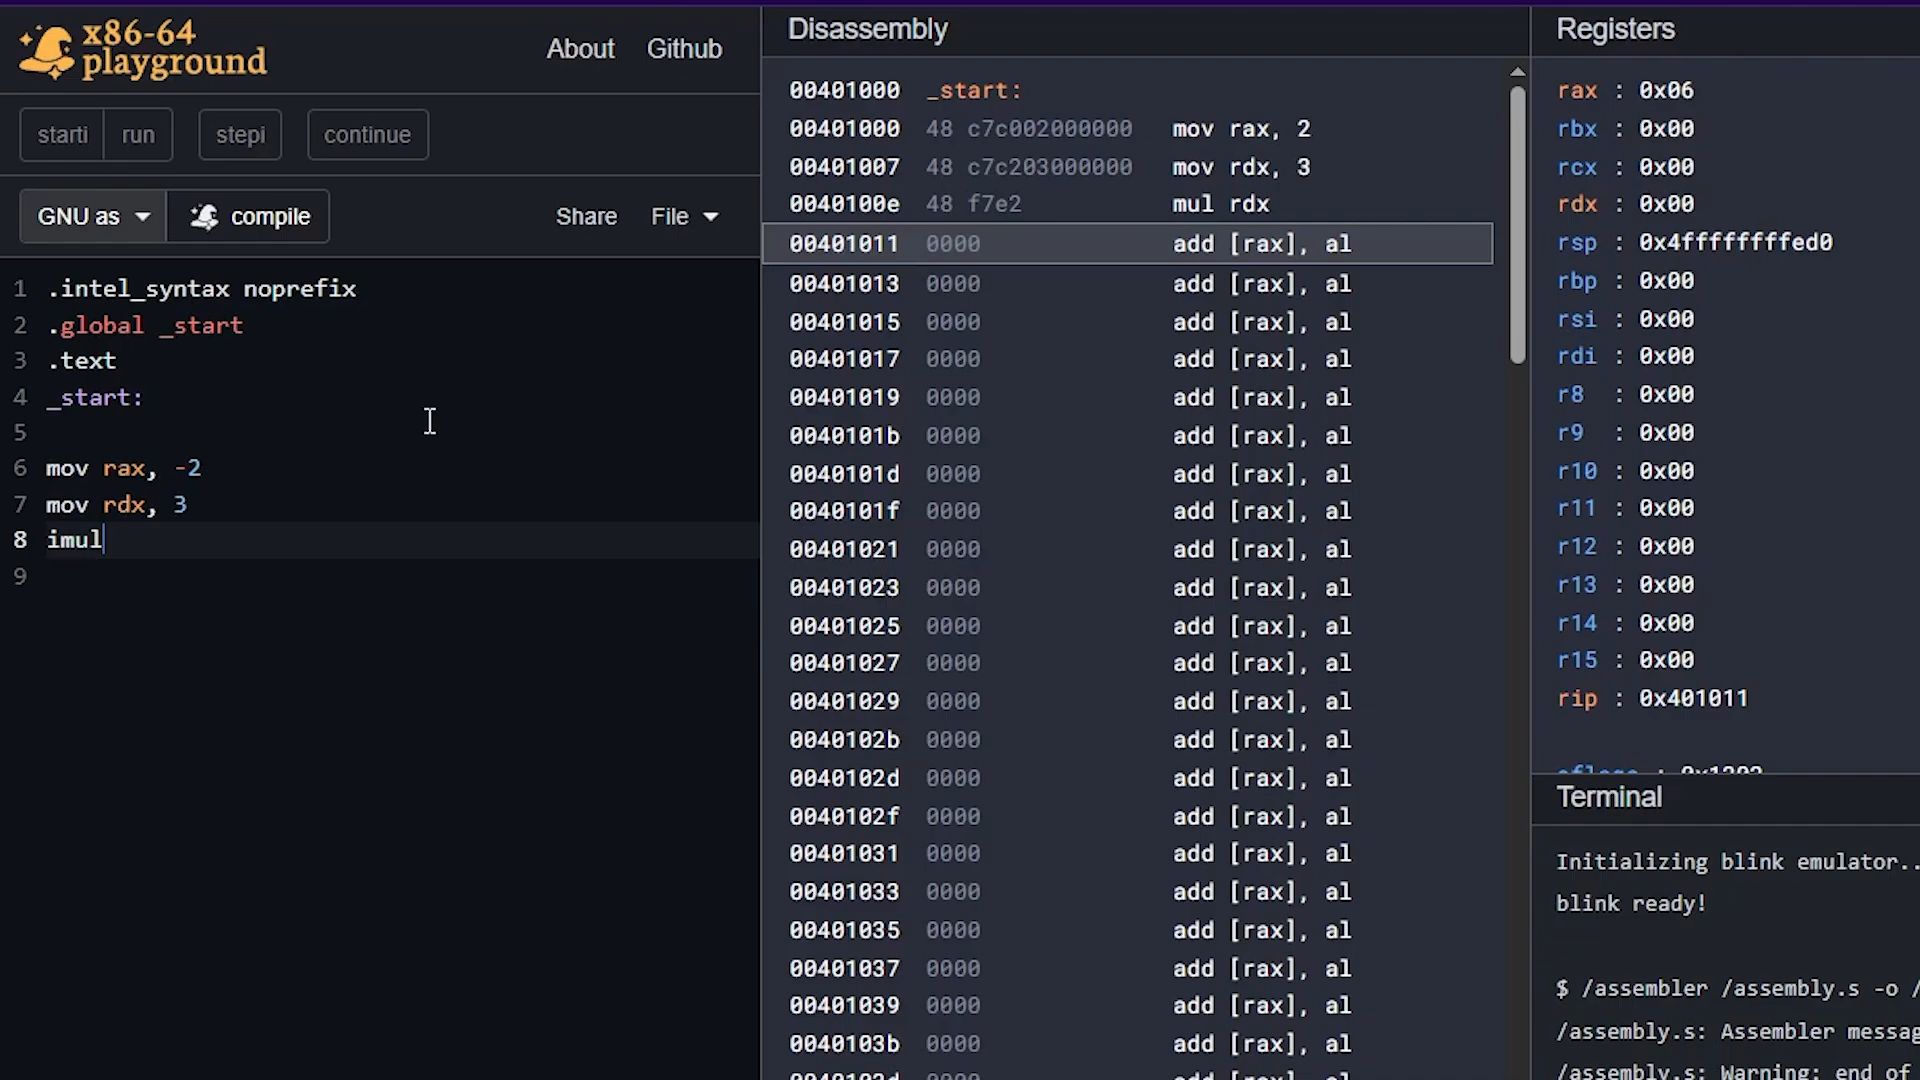 x86-64
playground
About
Github
starti
run
stepi
continue
GNU as
compile
Share
File
1 .intel_syntax noprefix
2 .global _start
3 .text
4 _start:
5
6 mov rax, -2
7 mov rdx, 3
8 imul
9
Disassembly
00401000 _start:
00401000 48 c7c002000000 mov rax, 2
00401007 48 c7c203000000 mov rdx, 3
0040100e 48 f7e2 mul rdx
00401011 0000 add [rax], al
00401013 0000 add [rax], al
00401015 0000 add [rax], al
00401017 0000 add [rax], al
00401019 0000 add [rax], al
0040101b 0000 add [rax], al
0040101d 0000 add [rax], al
0040101f 0000 add [rax], al
00401021 0000 add [rax], al
00401023 0000 add [rax], al
00401025 0000 add [rax], al
00401027 0000 add [rax], al
00401029 0000 add [rax], al
0040102b 0000 add [rax], al
0040102d 0000 add [rax], al
0040102f 0000 add [rax], al
00401031 0000 add [rax], al
00401033 0000 add [rax], al
00401035 0000 add [rax], al
00401037 0000 add [rax], al
00401039 0000 add [rax], al
0040103b 0000 add [rax], al
Registers
rax : 0x06
rbx : 0x00
rcx : 0x00
rdx : 0x00
rsp : 0x4ffffffffed0
rbp : 0x00
rsi : 0x00
rdi : 0x00
r8 : 0x00
r9 : 0x00
r10 : 0x00
r11 : 0x00
r12 : 0x00
r13 : 0x00
r14 : 0x00
r15 : 0x00
rip : 0x401011
Terminal
Initializing blink emulator..
blink ready!
$ /assembler /assembly.s -o /
/assembly.s: Assembler messag
/assembly.s: Warning: end of